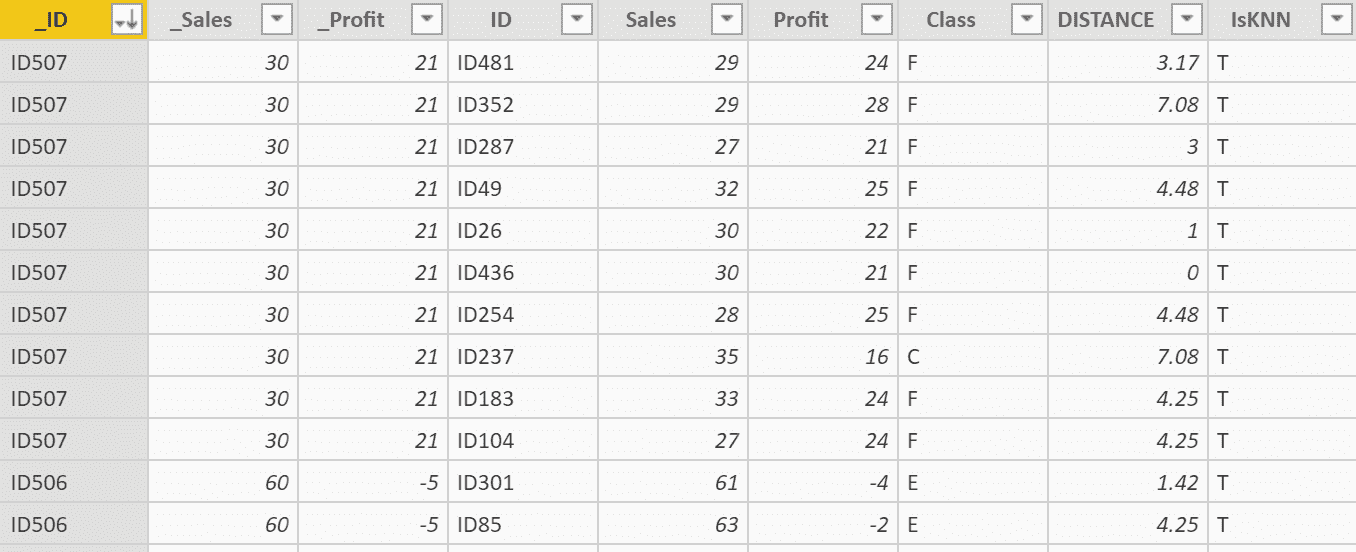 _ID _Sales _Profit ID Sales Profit Class DISTANCE IsKNN
ID507 30 21 ID481 29 24 F 3.17 T
ID507 30 21 ID352 29 28 F 7.08 T
ID507 30 21 ID287 27 21 F 3 T
ID507 30 21 ID49 32 25 F 4.48 T
ID507 30 21 ID26 30 22 F 1 T
ID507 30 21 ID436 30 21 F 0 T
ID507 30 21 ID254 28 25 F 4.48 T
ID507 30 21 ID237 35 16 C 7.08 T
ID507 30 21 ID183 33 24 F 4.25 T
ID507 30 21 ID104 27 24 F 4.25 T
ID506 60 -5 ID301 61 -4 E 1.42 T
ID506 60 -5 ID85 63 -2 E 4.25 T